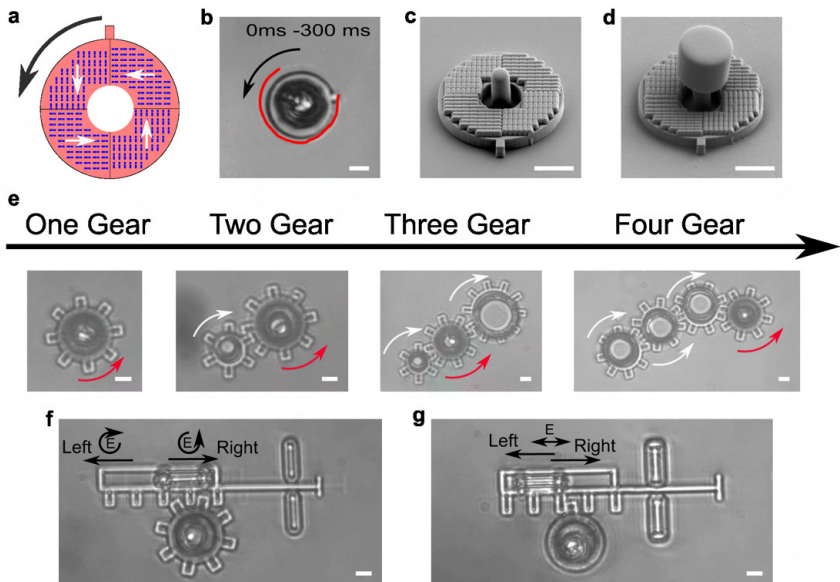 a
b
c
d
0ms -300 ms
e
One Gear
Two Gear
Three Gear
Four Gear
f
E
E
Left
Right
g
E
Left
Right